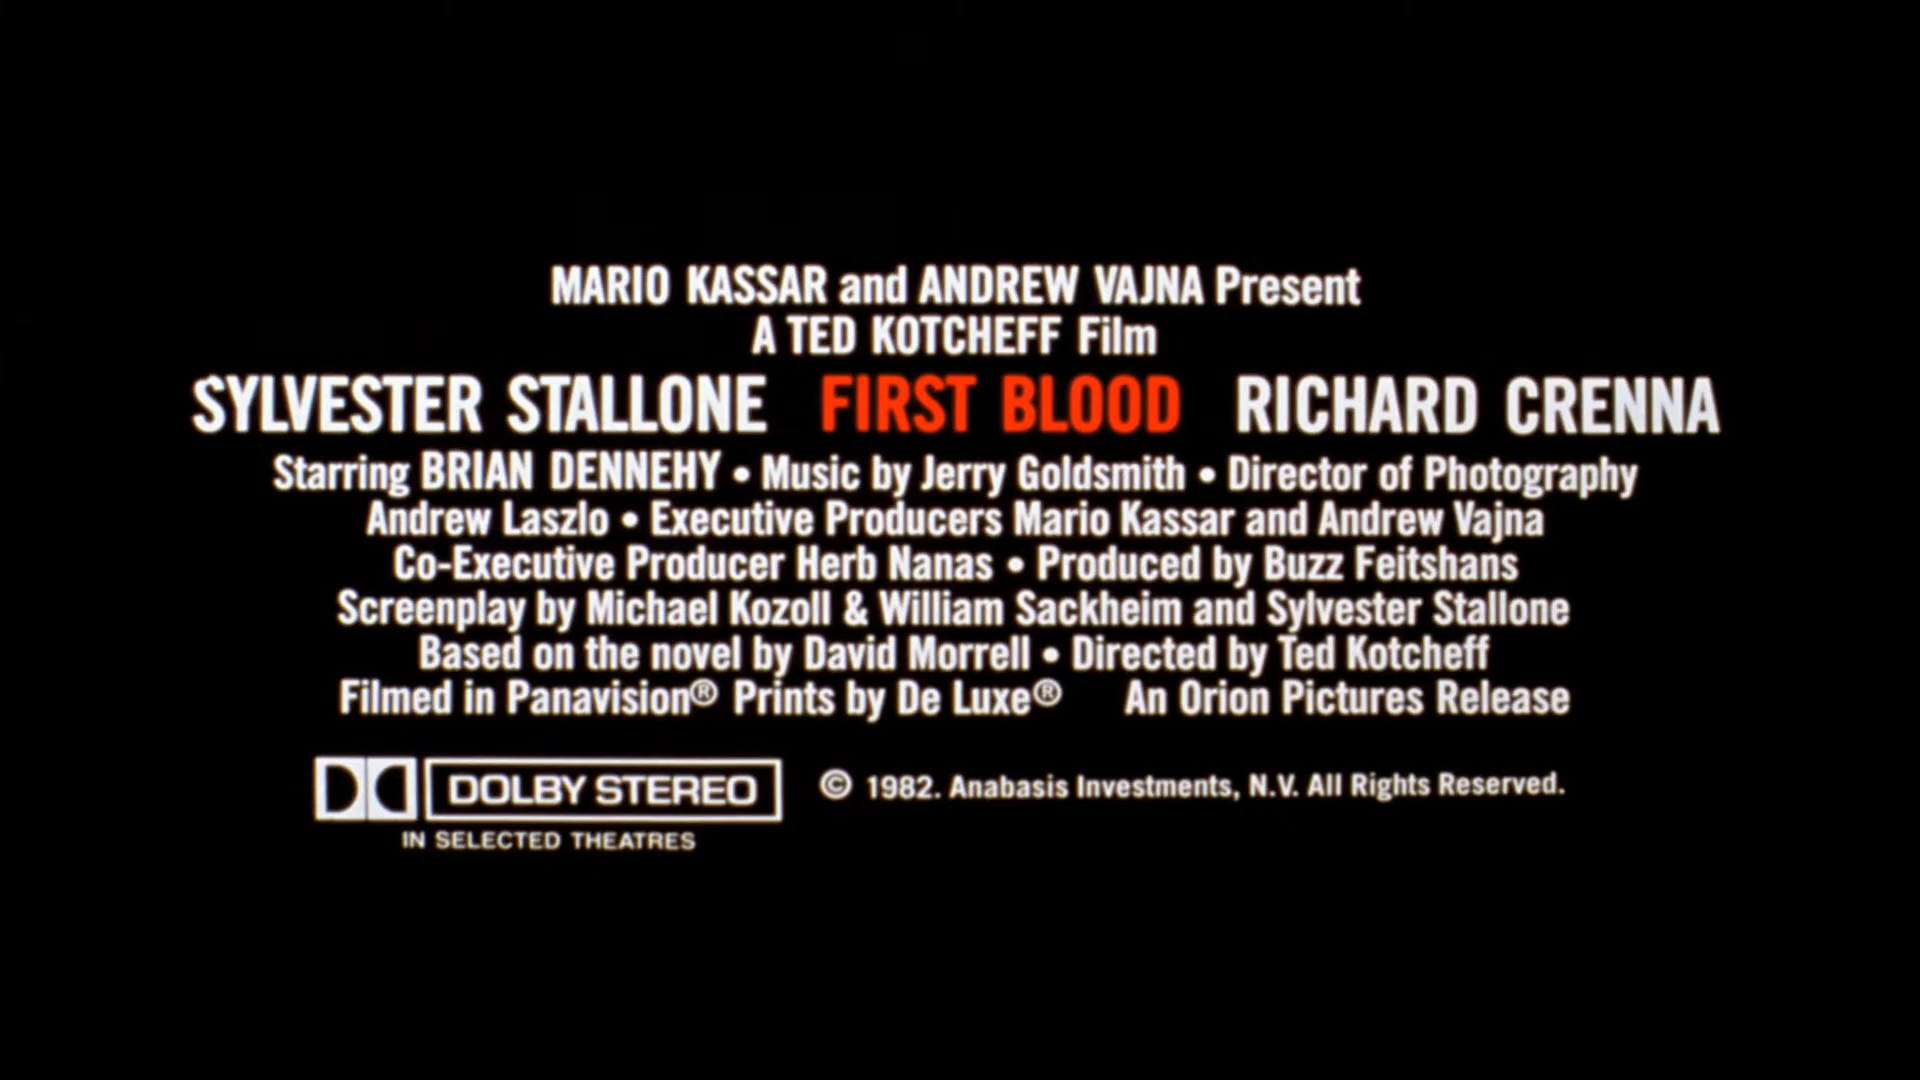 MARIO KASSAR and ANDREW VAJNA Present
A TED KOTCHEFF Film
SYLVESTER STALLONE FIRST BLOOD RICHARD CRENNA
Starring BRIAN DENNEHY • Music by Jerry Goldsmith • Director of Photography
Andrew Laszlo • Executive Producers Mario Kassar and Andrew Vajna
Co-Executive Producer Herb Nanas • Produced by Buzz Feitshans
Screenplay by Michael Kozoll & William Sackheim and Sylvester Stallone
Based on the novel by David Morrell • Directed by Ted Kotcheff
Filmed in Panavision® Prints by De Luxe® An Orion Pictures Release
DOLBY STEREO © 1982. Anabasis Investments, N.V. All Rights Reserved.
IN SELECTED THEATRES